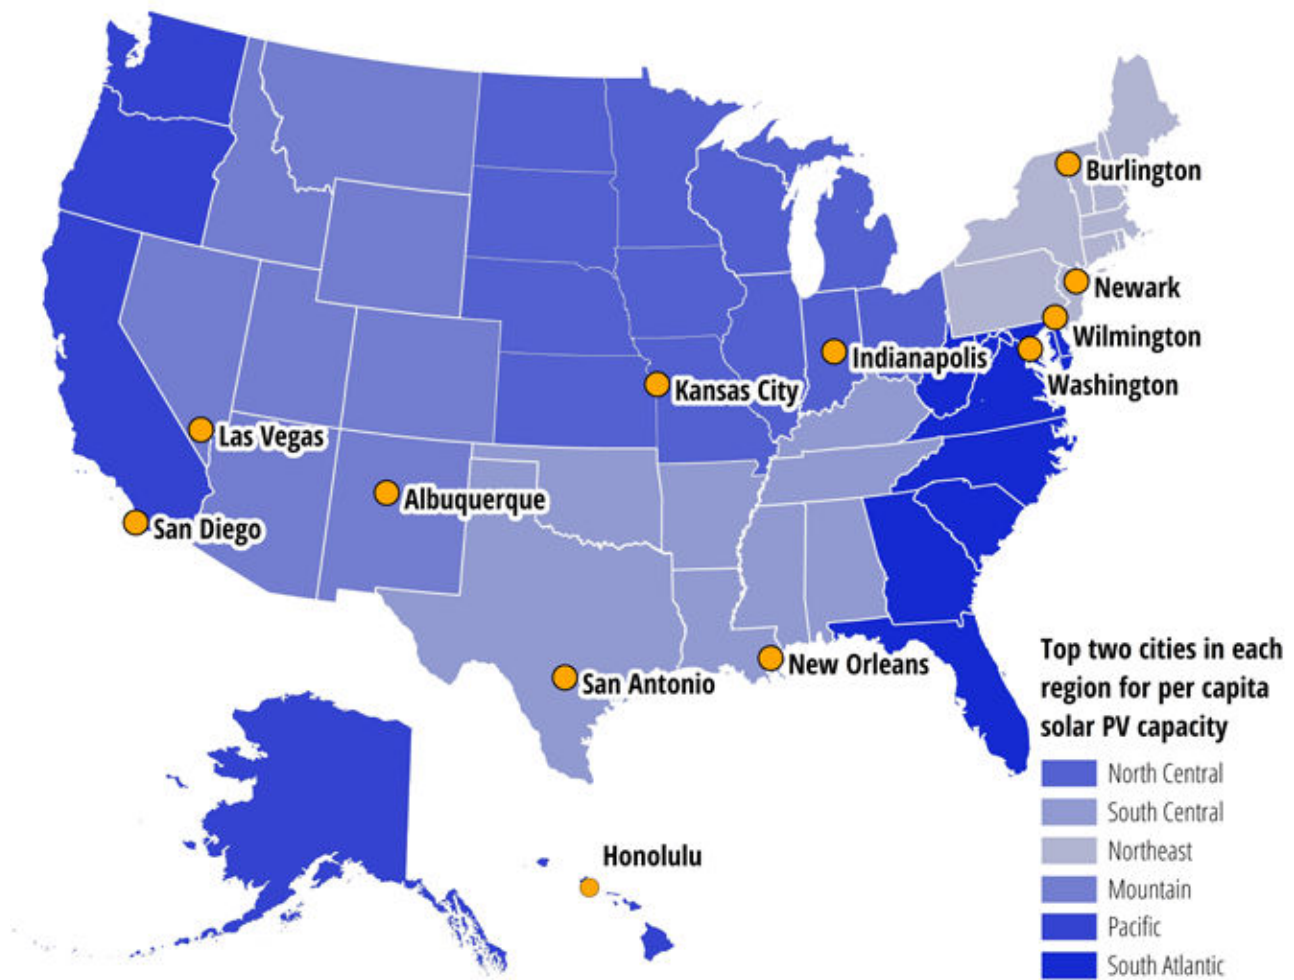 Burlington
Newark
Wilmington
Washington
Indianapolis
Kansas City
Las Vegas
Albuquerque
San Diego
New Orleans
San Antonio
Honolulu
Top two cities in each
region for per capita
solar PV capacity
North Central
South Central
Northeast
Mountain
Pacific
South Atlantic